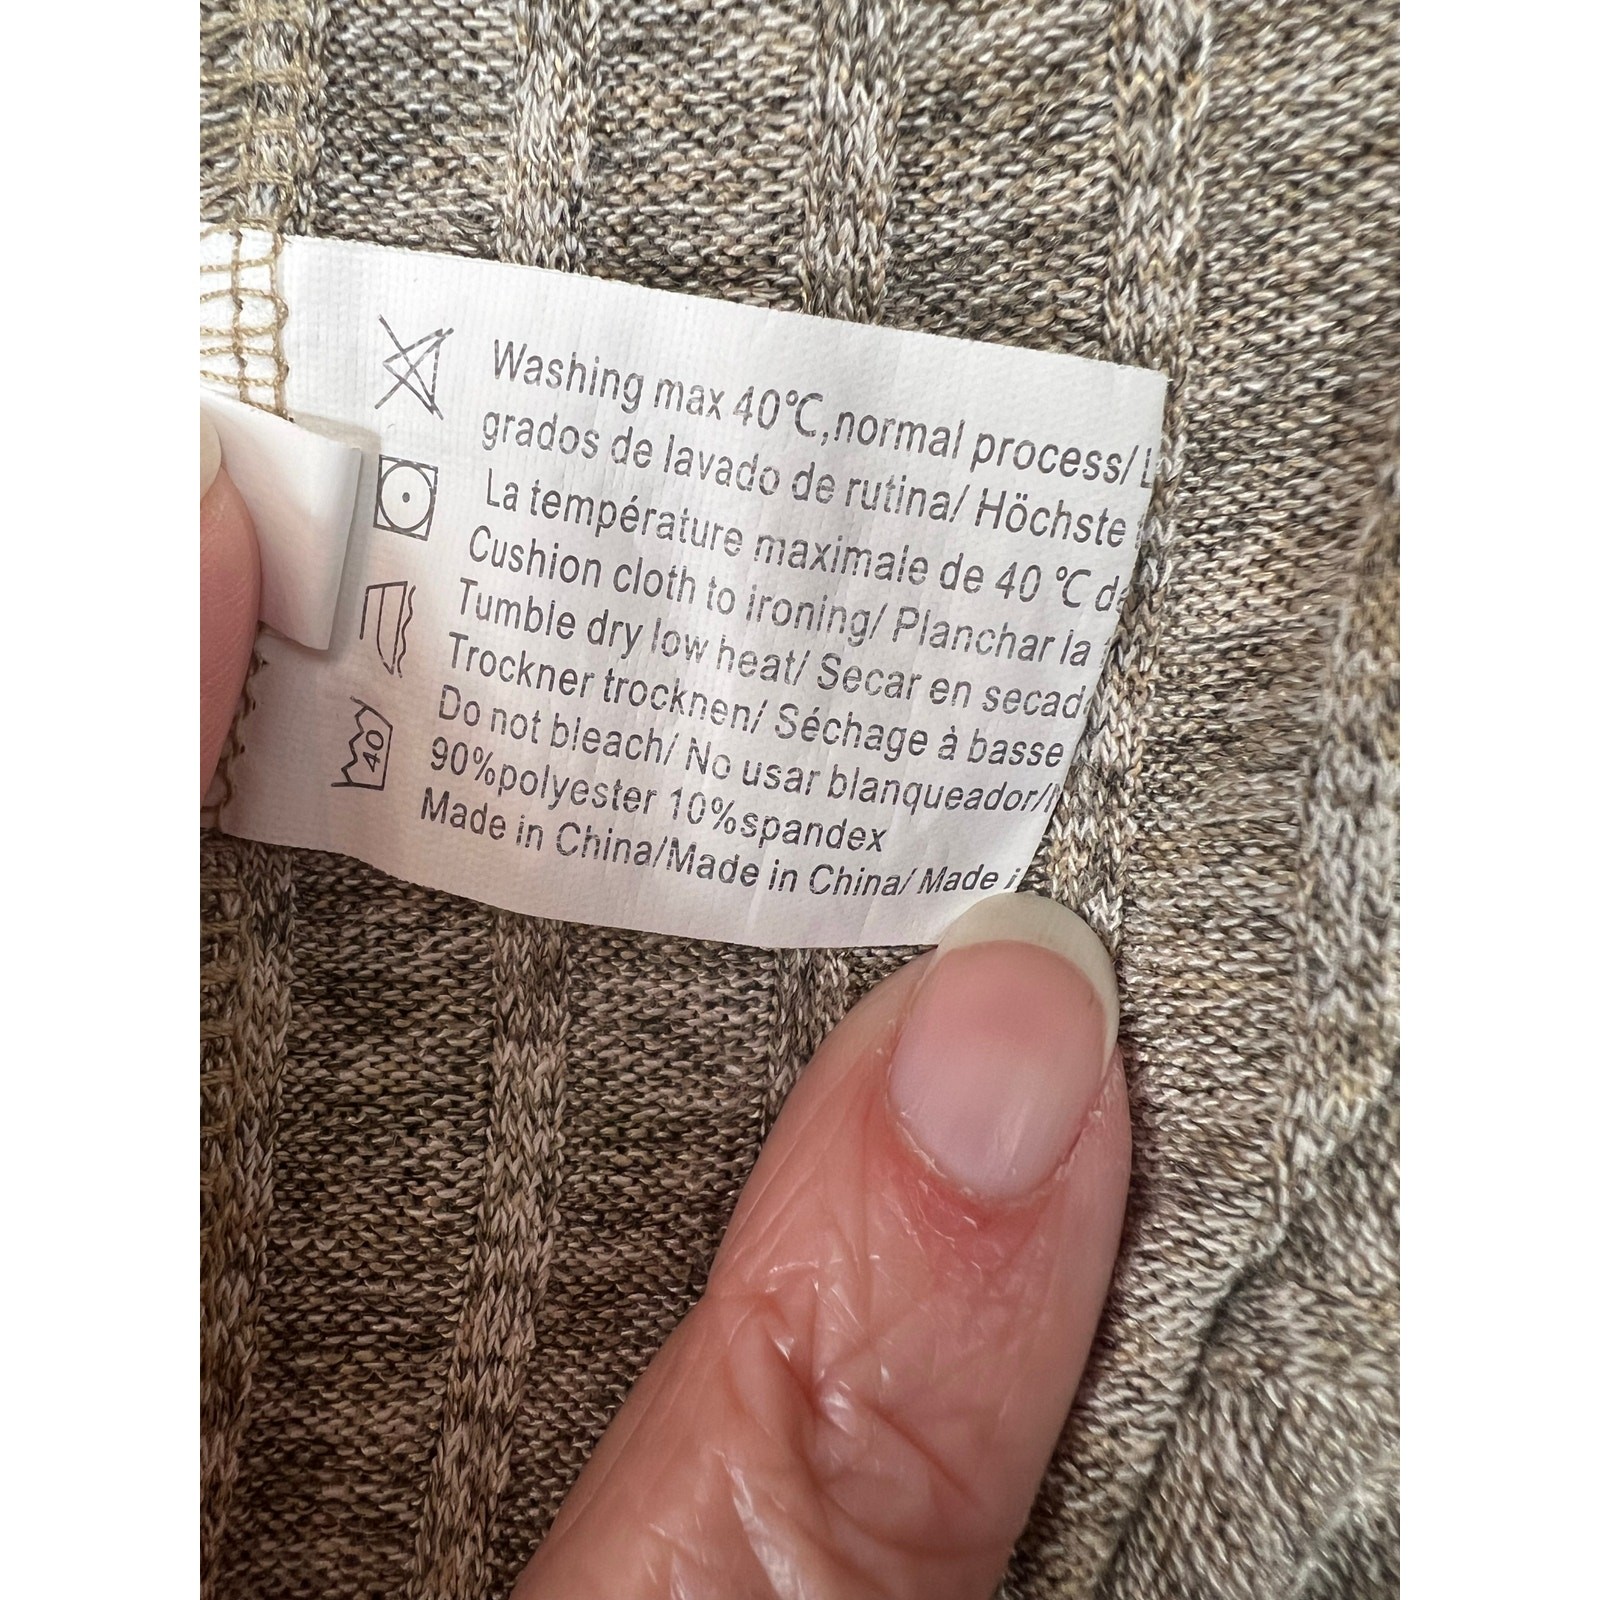 Washing max 40℃,normal process/
grados de lavado de rutina/ Höchste
La température maximale de 40 ℃
Cushion cloth to ironing/ Planchar la
Tumble dry low heat/ Secar en
Trockner trocknen/ Séchage à basse
Do not bleach/ No usar blanqueador/
90%polyester 10%spandex
Made in China/Made in China/ Made
40